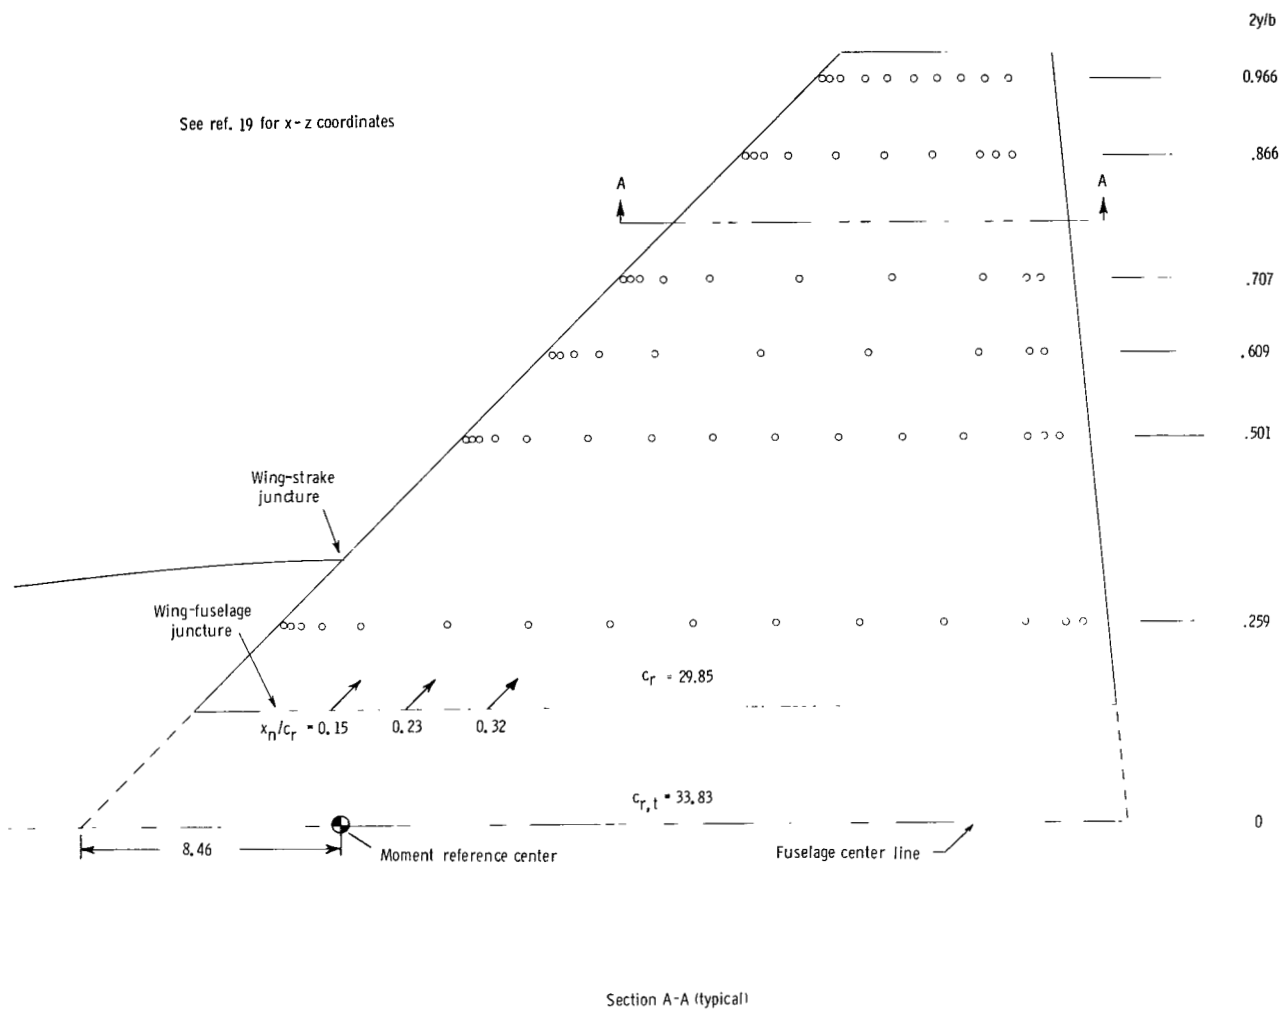 2y/b
0.966
See ref. 19 for x-z coordinates
.866
A
A
.707
.609
.501
Wing-strake
juncture
Wing-fuselage
juncture
.259
c_r = 29.85
x_n/c_r = 0.15
0.23
0.32
c_r,t = 33.83
0
8.46
Moment reference center
Fuselage center line
Section A-A (typical)